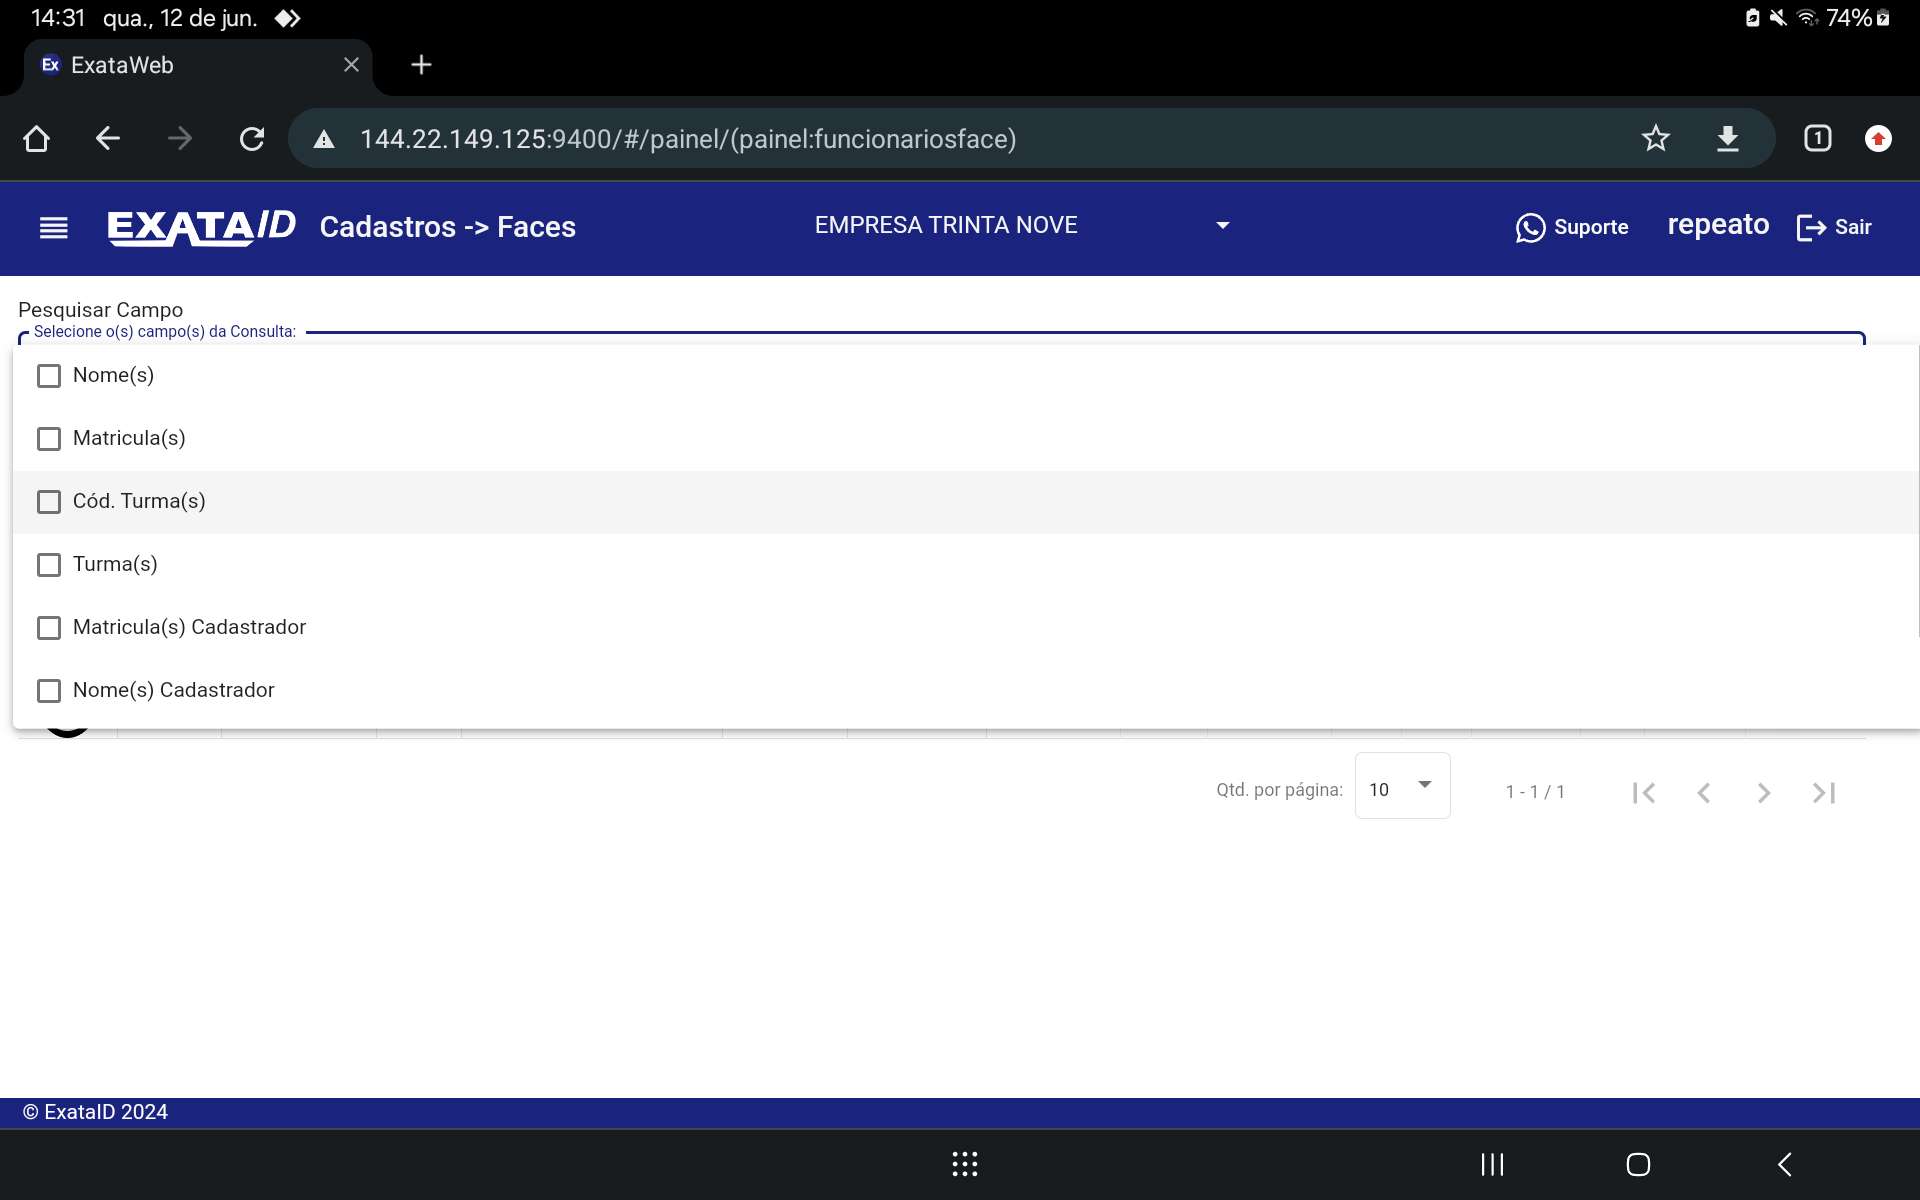 14:31 qua., 12 de jun. 74%
Ex ExataWeb
144.22.149.125:9400/#/painel/(painel:funcionariosface) 1
EXATAID Cadastros -> Faces EMPRESA TRINTA NOVE Suporte repeato Sair
Pesquisar Campo
Selecione o(s) campo(s) da Consulta:
Nome(s)
Matricula(s)
Cód. Turma(s)
Turma(s)
Matricula(s) Cadastrador
Nome(s) Cadastrador
Qtd. por página: 10 1 - 1 / 1
© ExataID 2024